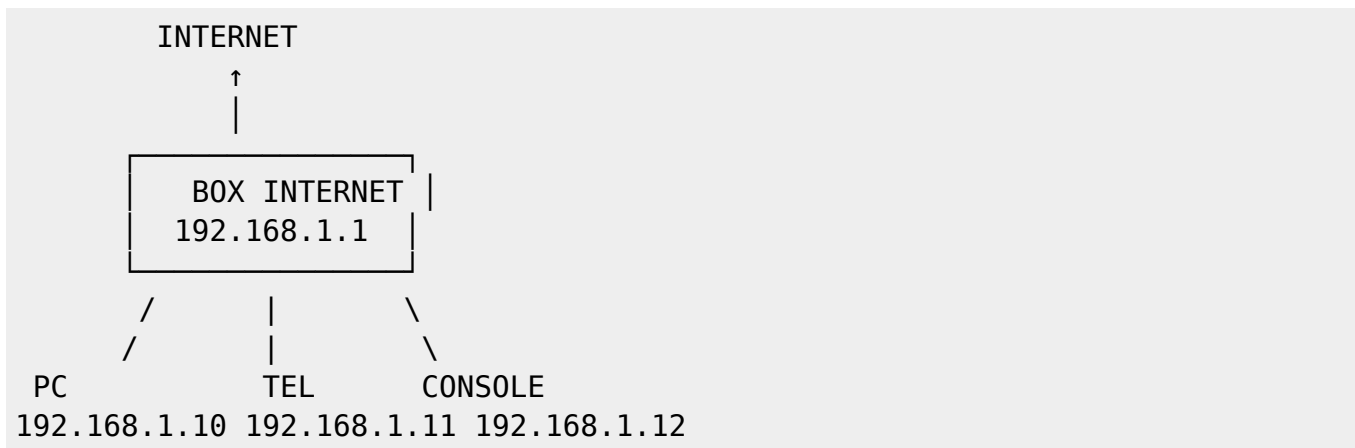 INTERNET
BOX INTERNET
192.168.1.1
PC TEL CONSOLE
192.168.1.10 192.168.1.11 192.168.1.12